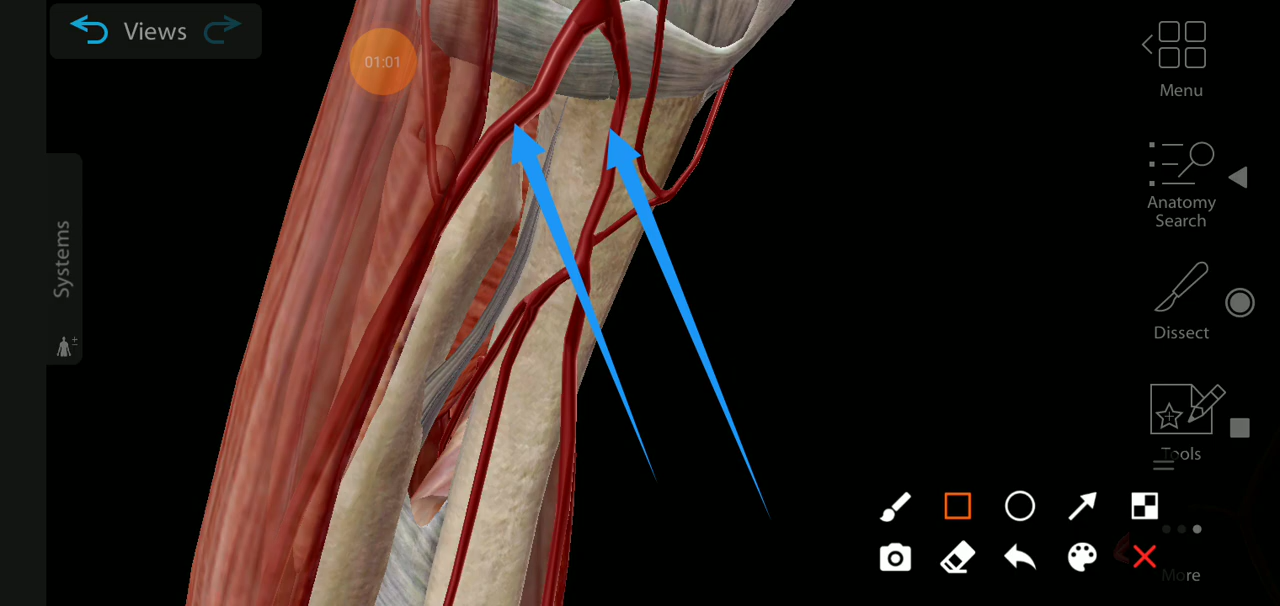 Views
01:01
Menu
Anatomy
Search
Systems
Dissect
Tools
More